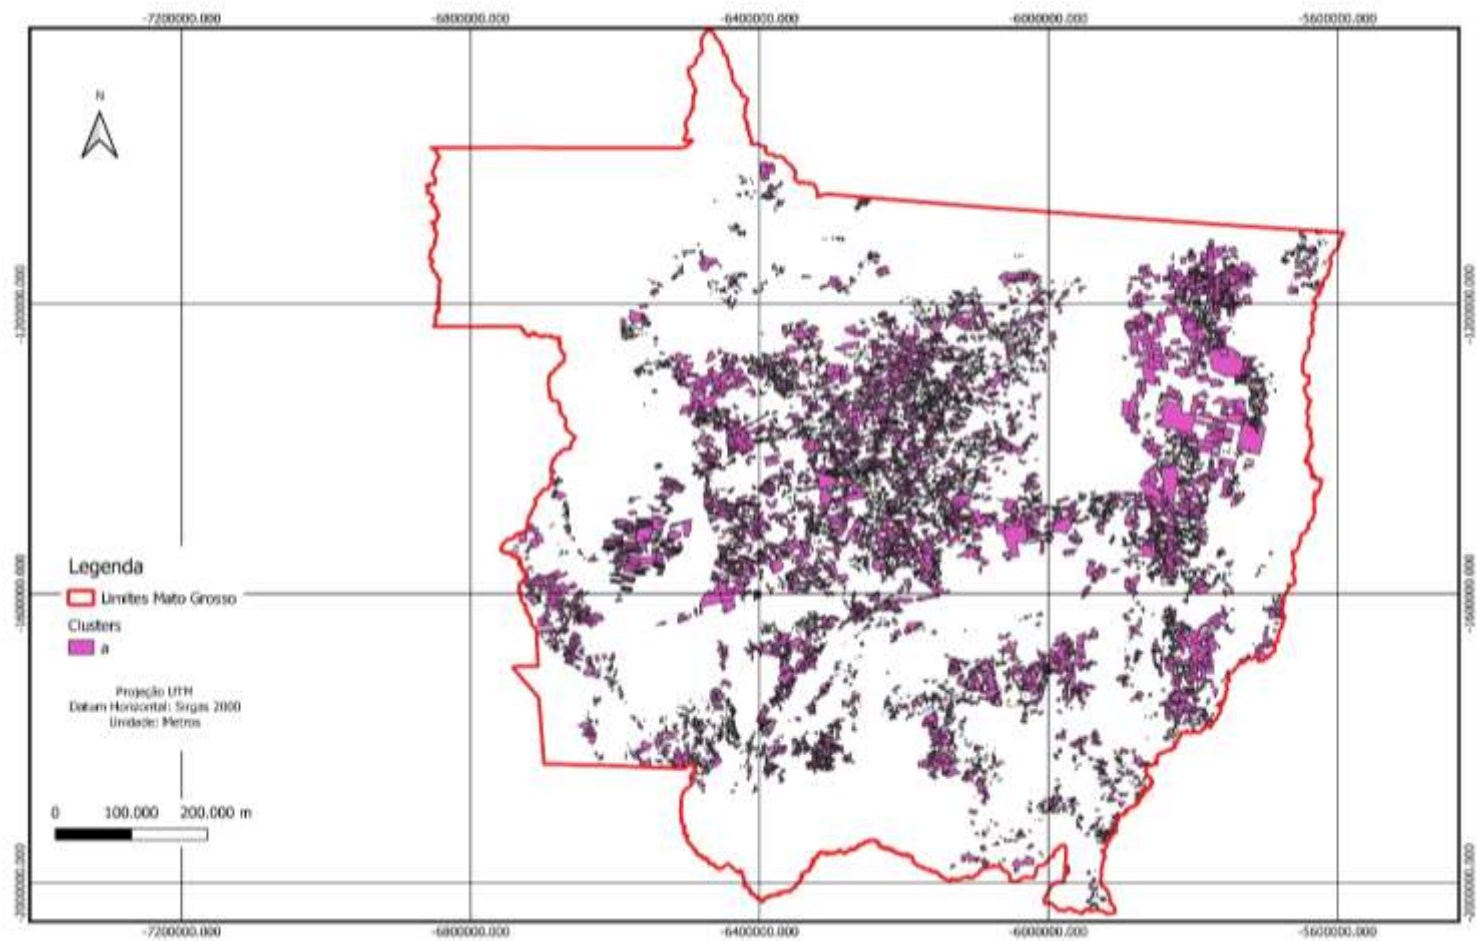 -7200000.000 -6800000.000 -6400000.000 -6000000.000 -5600000.000
N
-1200000.000 -1200000.000
-1600000.000 -1600000.000
-2000000.000 -2000000.000
Legenda
Limites Mato Grosso
Clusters
a
Projeção UTM
Datum Horizontal: Sirgas 2000
Unidade: Metros
0 100.000 200.000 m
-7200000.000 -6800000.000 -6400000.000 -6000000.000 -5600000.000